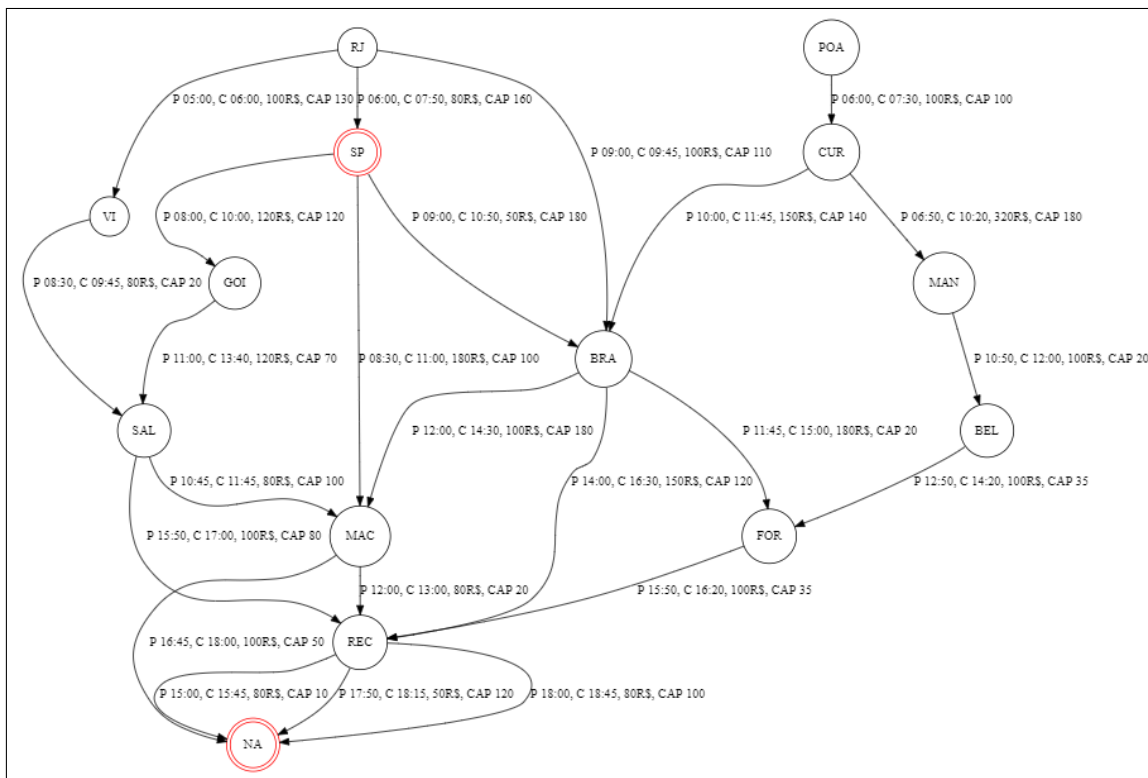 RJ
POA
P 05:00, C 06:00, 100R$, CAP 130
P 06:00, C 07:50, 80R$, CAP 160
P 06:00, C 07:30, 100R$, CAP 100
SP
P 09:00, C 09:45, 100R$, CAP 110
CUR
VI
P 08:00, C 10:00, 120R$, CAP 120
P 09:00, C 10:50, 50R$, CAP 180
P 10:00, C 11:45, 150R$, CAP 140
P 06:50, C 10:20, 320R$, CAP 180
P 08:30, C 09:45, 80R$, CAP 20
GOI
MAN
P 11:00, C 13:40, 120R$, CAP 70
P 08:30, C 11:00, 180R$, CAP 100
BRA
P 10:50, C 12:00, 100R$, CAP 20
SAL
P 12:00, C 14:30, 100R$, CAP 180
P 11:45, C 15:00, 180R$, CAP 20
BEL
P 10:45, C 11:45, 80R$, CAP 100
P 14:00, C 16:30, 150R$, CAP 120
P 12:50, C 14:20, 100R$, CAP 35
P 15:50, C 17:00, 100R$, CAP 80
MAC
FOR
P 12:00, C 13:00, 80R$, CAP 20
P 15:50, C 16:20, 100R$, CAP 35
P 16:45, C 18:00, 100R$, CAP 50
REC
P 15:00, C 15:45, 80R$, CAP 10
P 17:50, C 18:15, 50R$, CAP 120
P 18:00, C 18:45, 80R$, CAP 100
NA